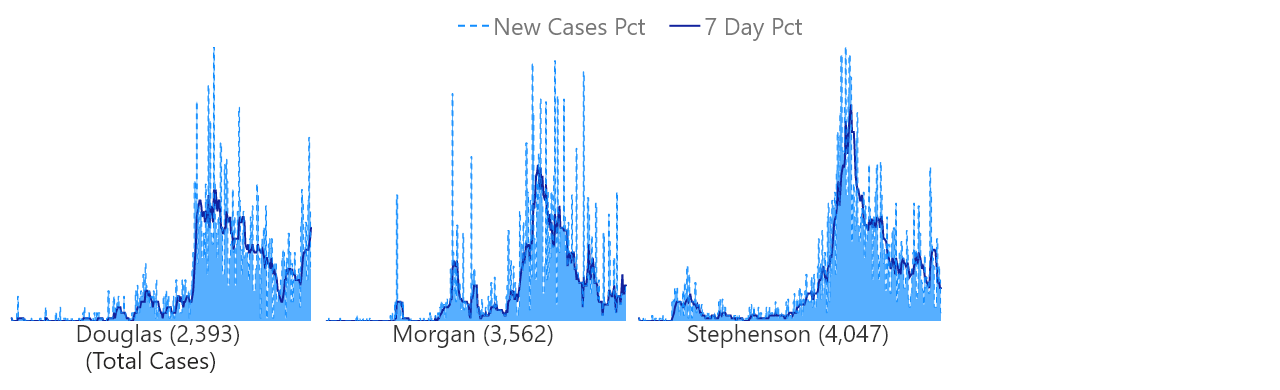 New Cases Pct 7 Day Pct
Douglas (2,393) Morgan (3,562) Stephenson (4,047)
(Total Cases)